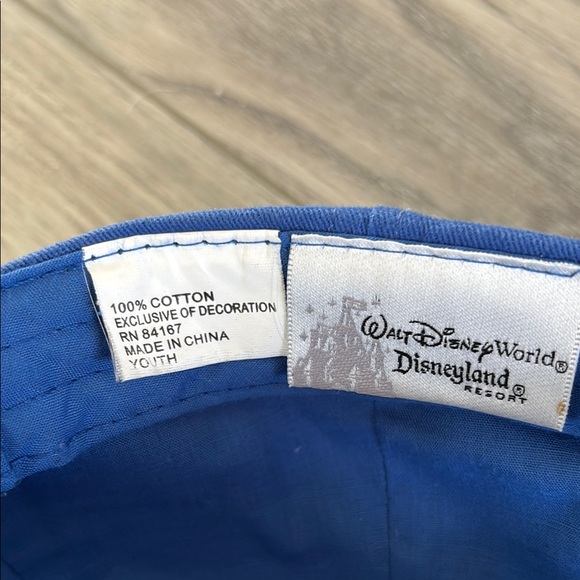 100% COTTON
EXCLUSIVE OF DECORATION
RN 84167
MADE IN CHINA
YOUTH
Walt Disney World®
Disneyland®
RESORT